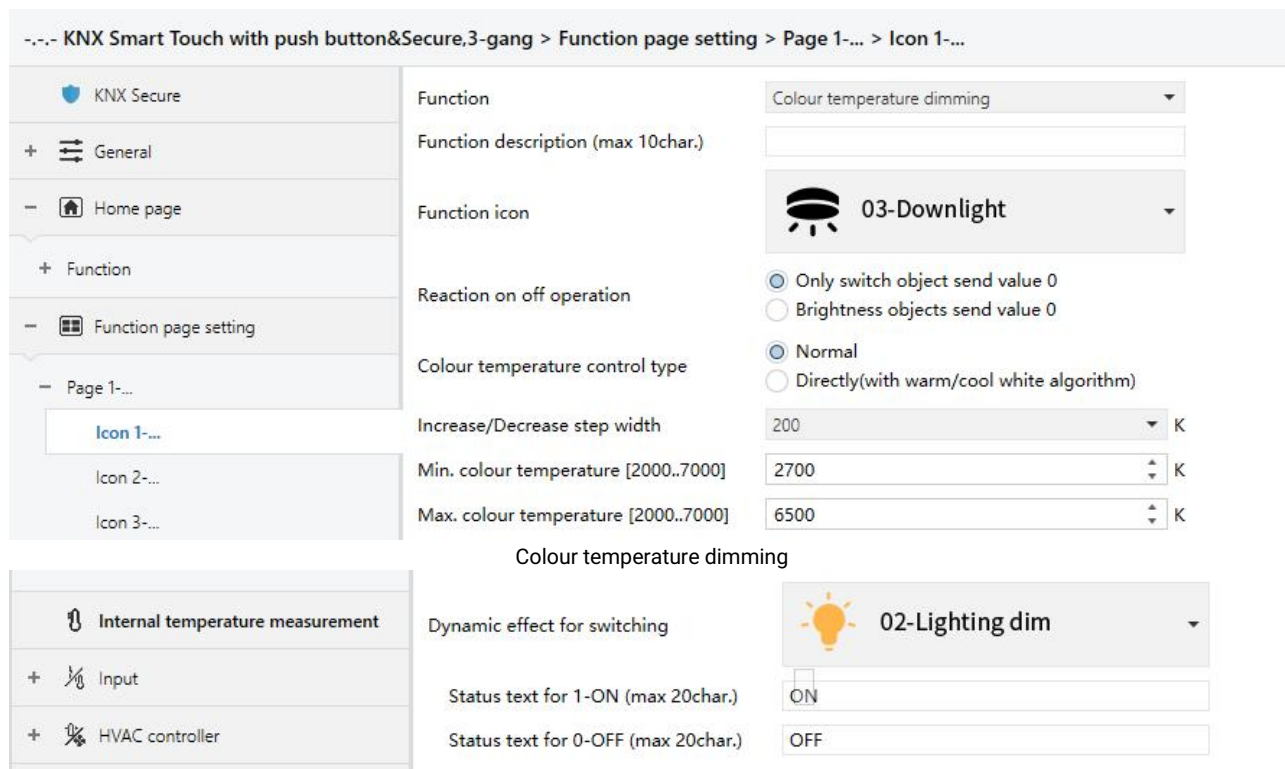 -.-.- KNX Smart Touch with push button&Secure,3-gang > Function page setting > Page 1-... > Icon 1-...
KNX Secure
+ General
- Home page
+ Function
- Function page setting
- Page 1-...
Icon 1-...
Icon 2-...
Icon 3-...
Function Colour temperature dimming
Function description (max 10char.)
Function icon 03-Downlight
Reaction on off operation Only switch object send value 0
Brightness objects send value 0
Colour temperature control type Normal
Directly(with warm/cool white algorithm)
Increase/Decrease step width 200 K
Min. colour temperature [2000..7000] 2700 K
Max. colour temperature [2000..7000] 6500 K
Colour temperature dimming
Internal temperature measurement
+ Input
+ HVAC controller
Dynamic effect for switching 02-Lighting dim
Status text for 1-ON (max 20char.) ON
Status text for 0-OFF (max 20char.) OFF